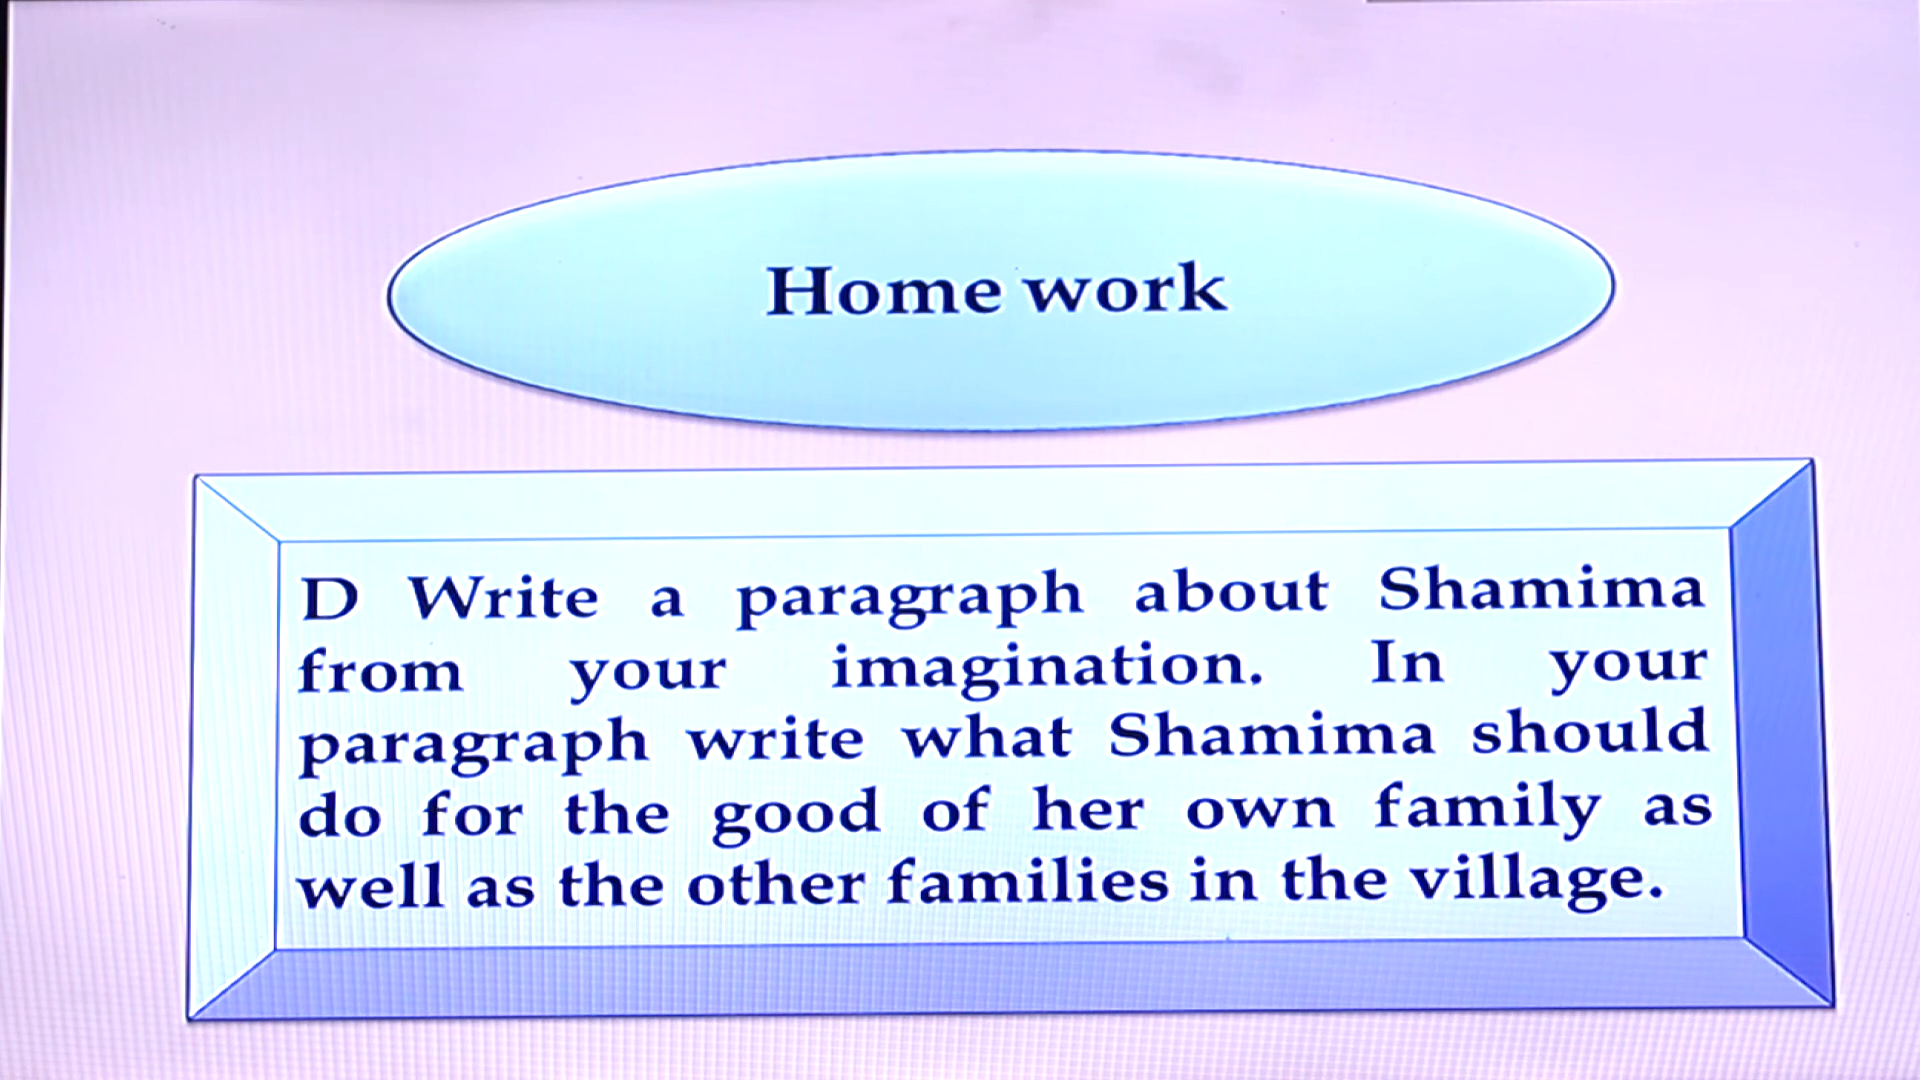 Home work
D Write a paragraph about Shamima
from your imagination. In your
paragraph write what Shamima should
do for the good of her own family as
well as the other families in the village.